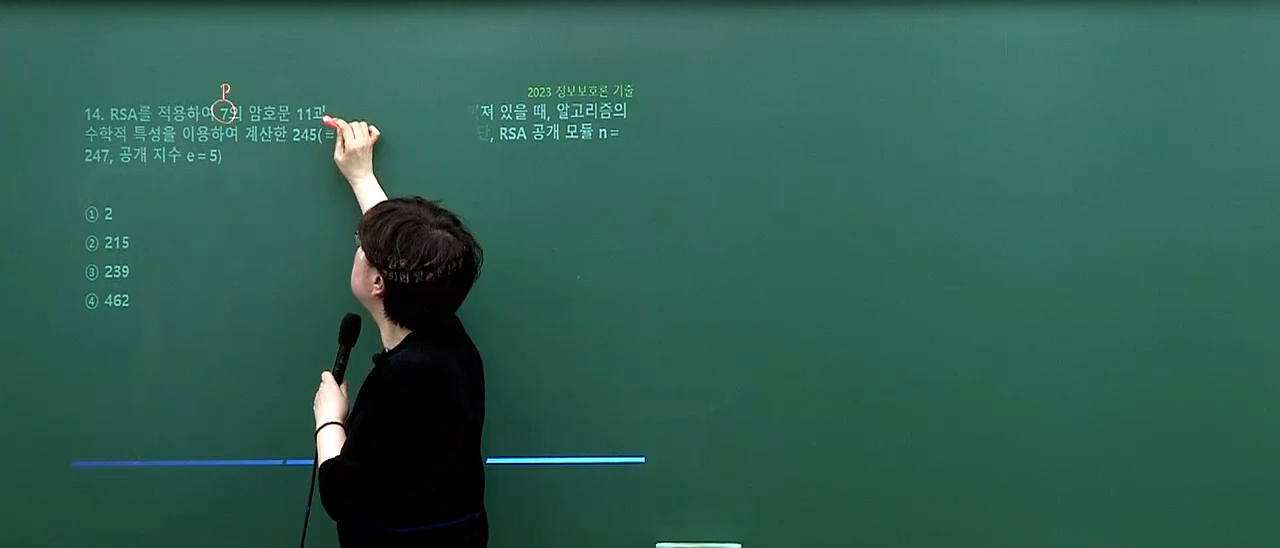 2023 정보보호론 기출
P
14. RSA를 적용하여 7의 암호문 11과 져 있을 때, 알고리즘의
수학적 특성을 이용하여 계산한 245(= 단, RSA 공개 모듈 n =
247, 공개 지수 e = 5)
① 2
② 215
③ 239
④ 462